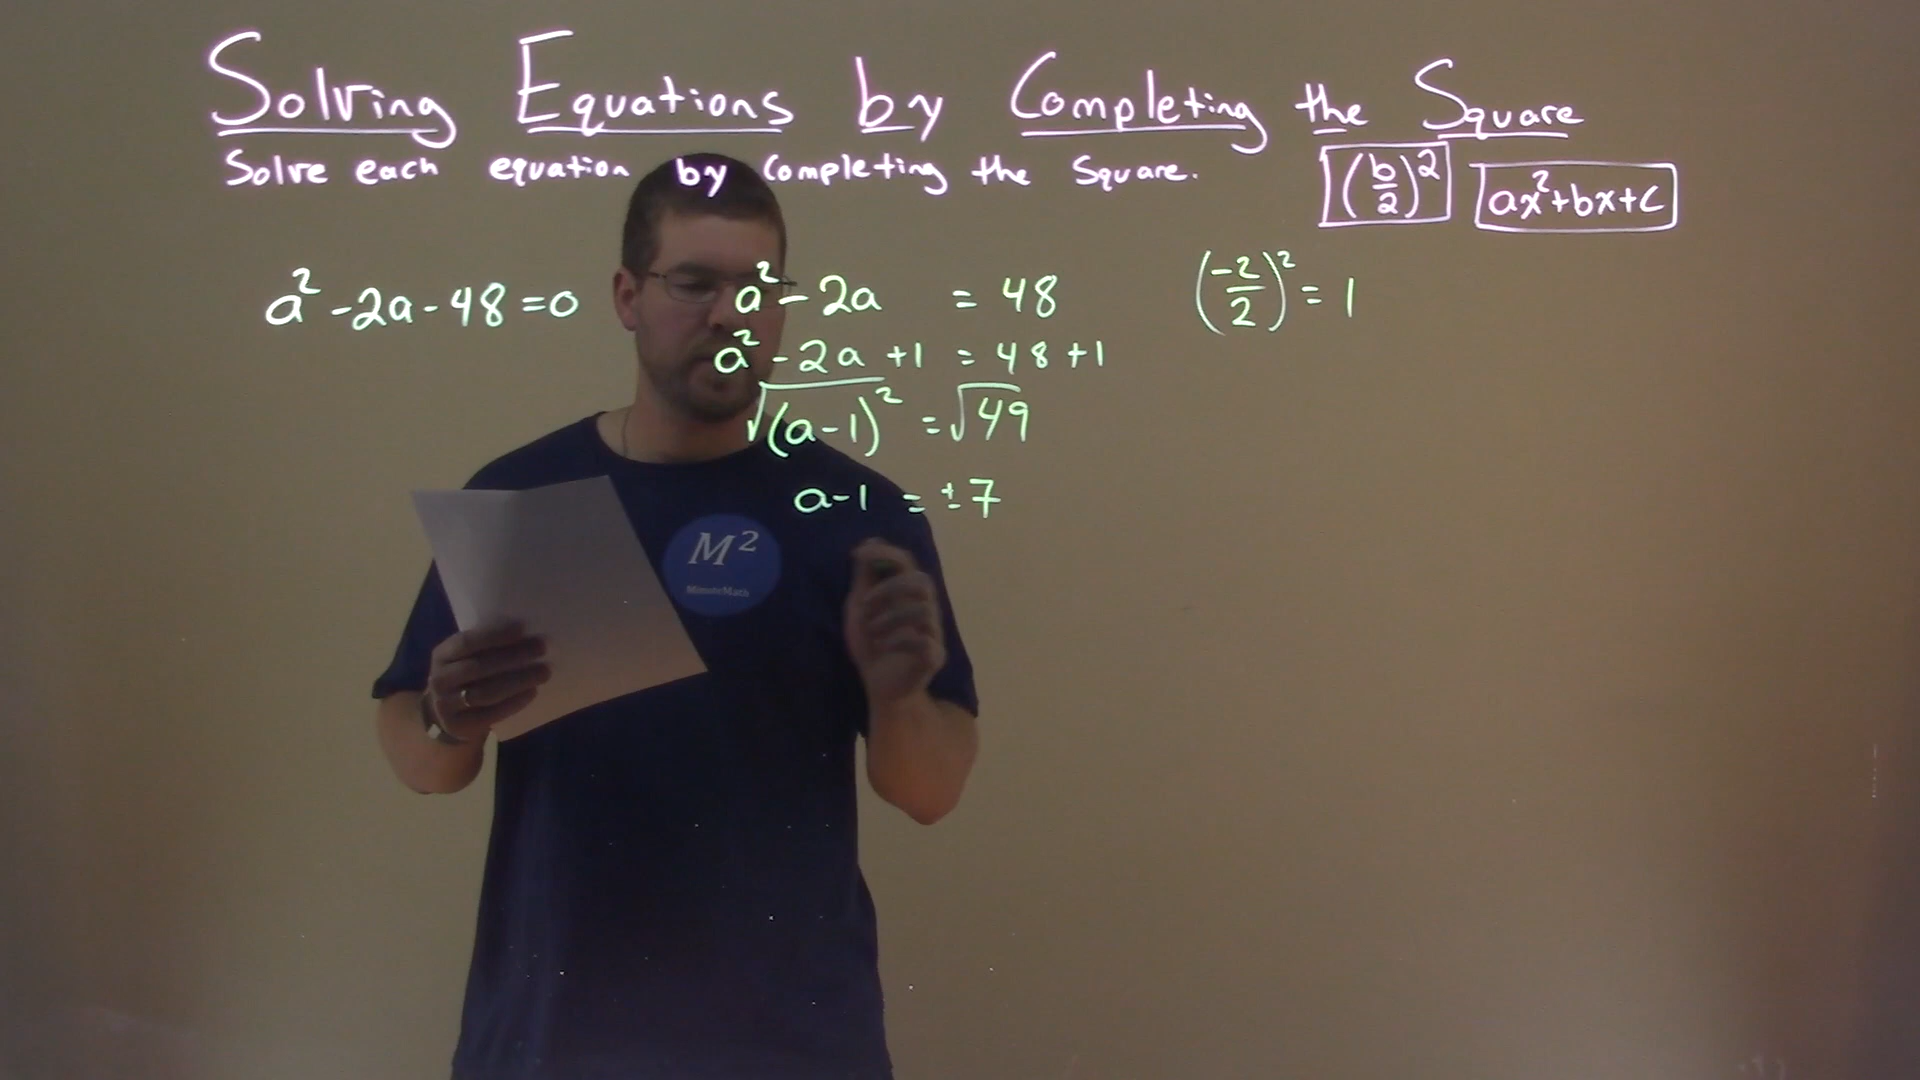 Solving Equations by Completing the Square
Solve each equation by Completing the Square.
(b/2)² ax²+bx+c
a²-2a-48=0
a²-2a = 48
(-2/2)² = 1
a²-2a+1 = 48+1
√(a-1)² = √49
a-1 = ±7
M²
MinuteMath